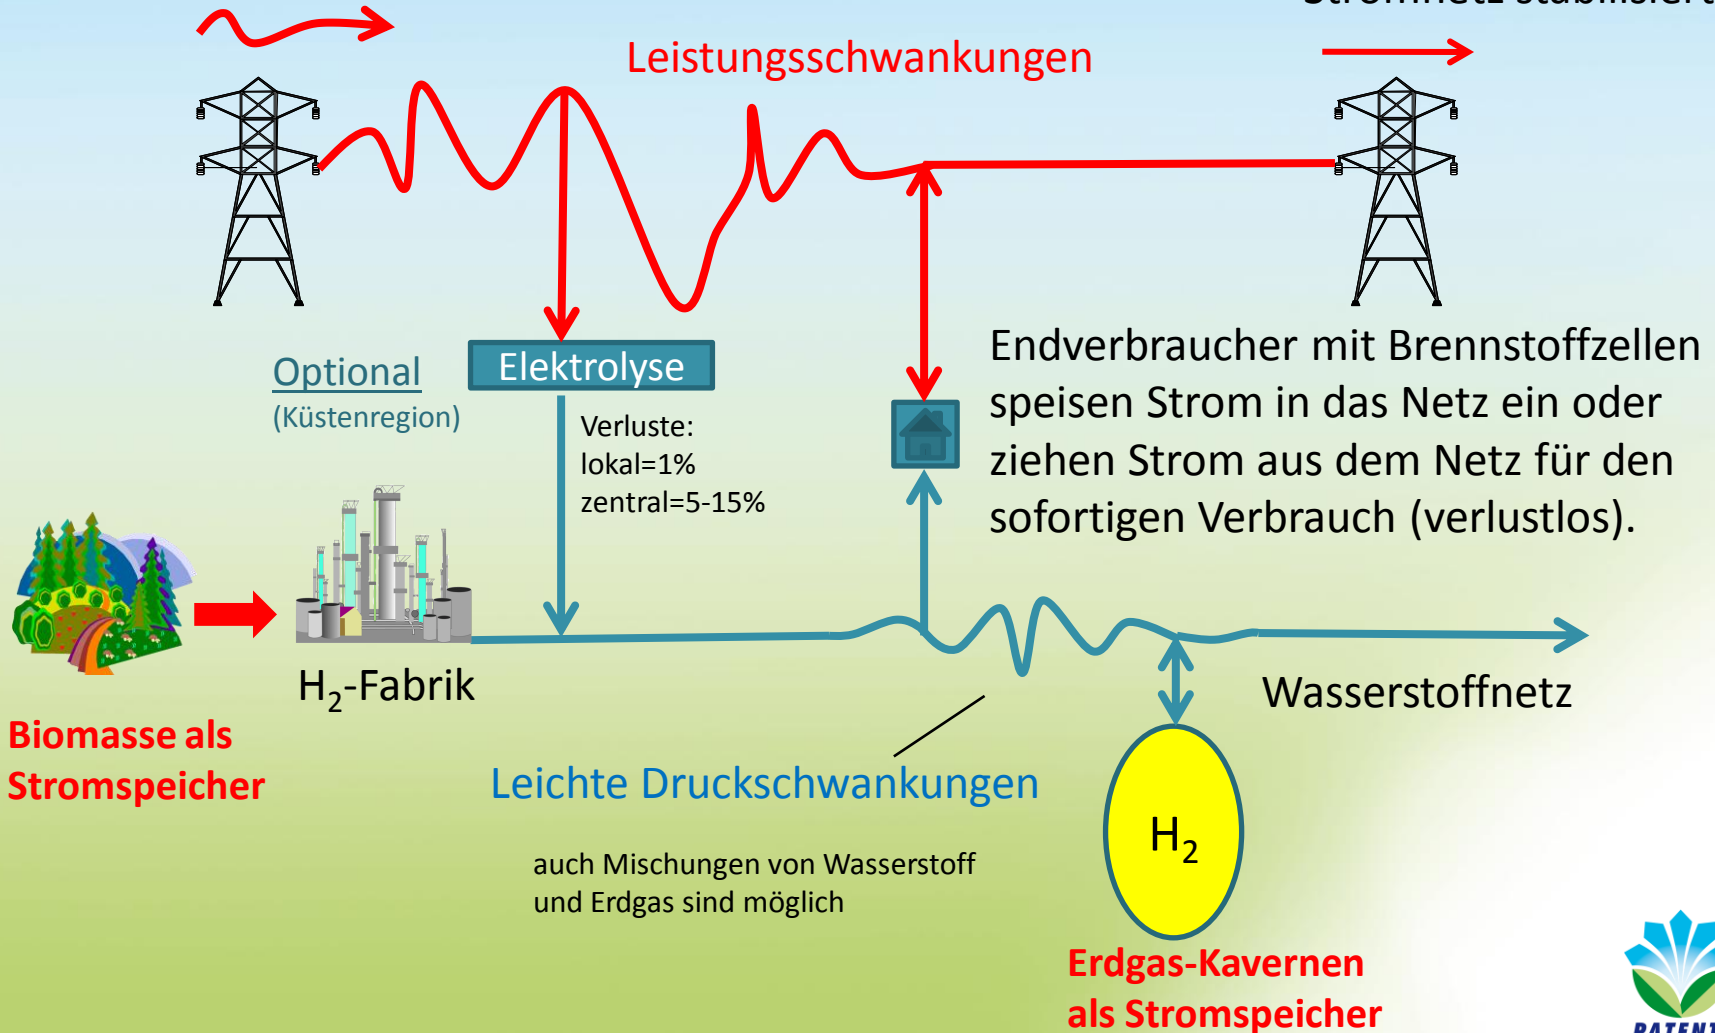 Stromnetz stabilisiert
Leistungsschwankungen
Optional
(Küstenregion)
Elektrolyse
Verluste:
lokal=1%
zentral=5-15%
Endverbraucher mit Brennstoffzellen
speisen Strom in das Netz ein oder
ziehen Strom aus dem Netz für den
sofortigen Verbrauch (verlustlos).
H₂-Fabrik
Wasserstoffnetz
Biomasse als
Stromspeicher
Leichte Druckschwankungen
auch Mischungen von Wasserstoff
und Erdgas sind möglich
H₂
Erdgas-Kavernen
als Stromspeicher